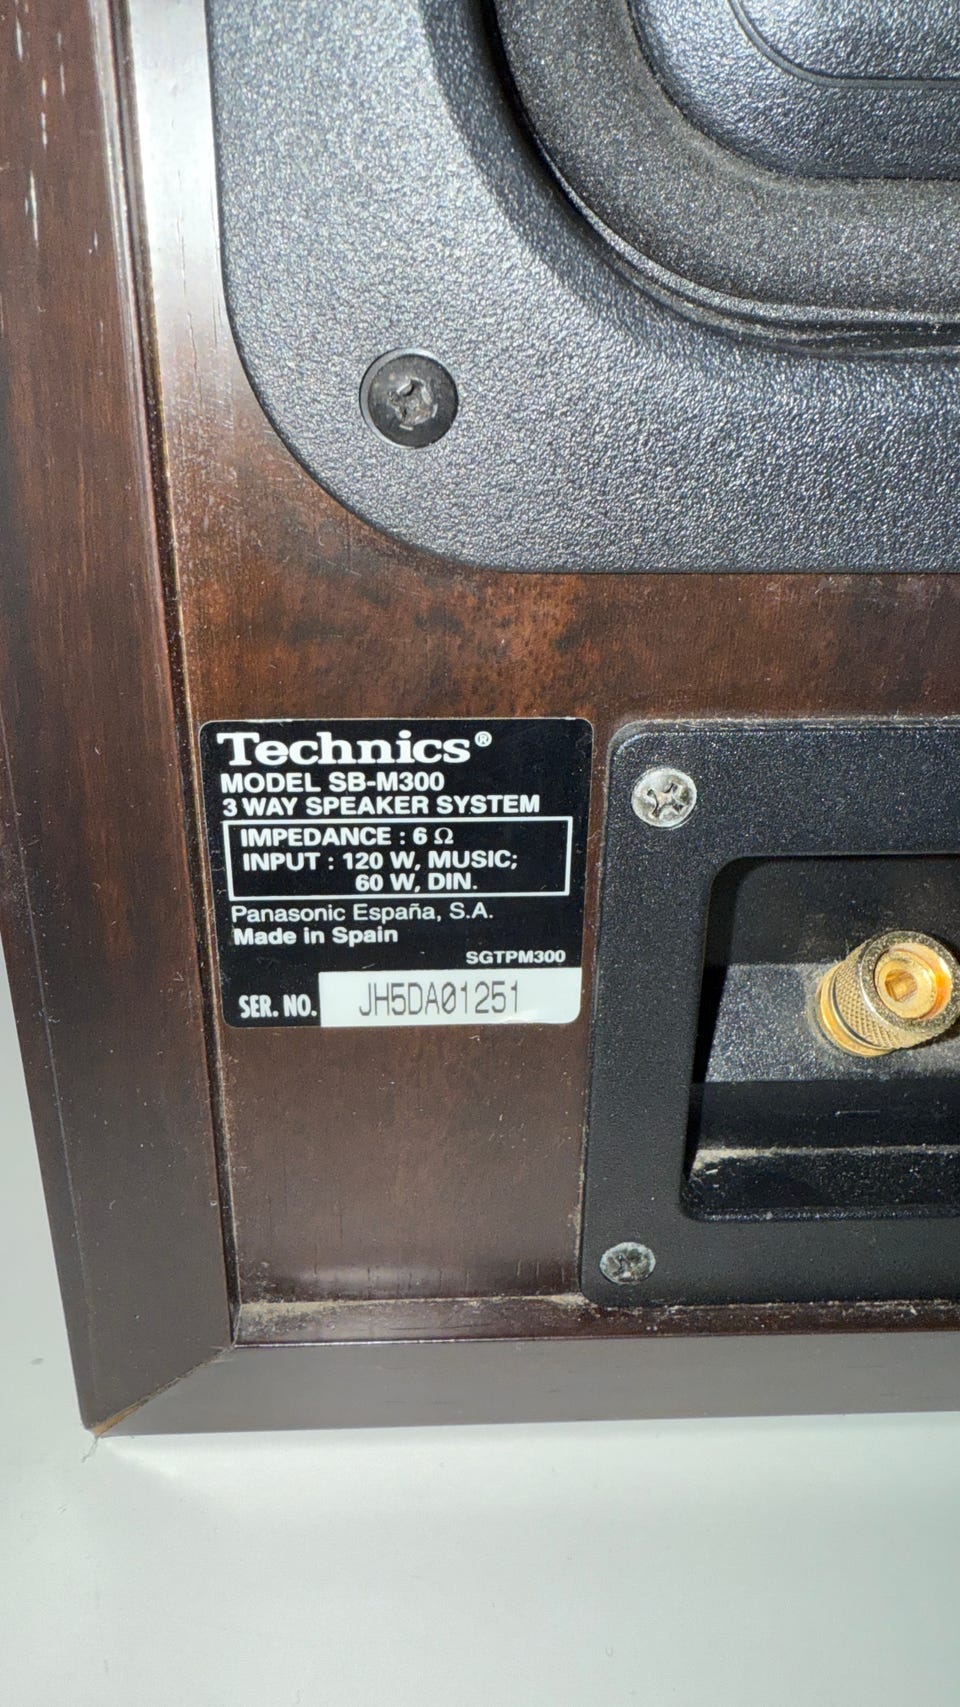 Technics®
MODEL SB-M300
3 WAY SPEAKER SYSTEM
IMPEDANCE : 6 Ω
INPUT : 120 W, MUSIC;
60 W, DIN.
Panasonic España, S.A.
Made in Spain
SGTPM300
SER. NO. JH5DA01251